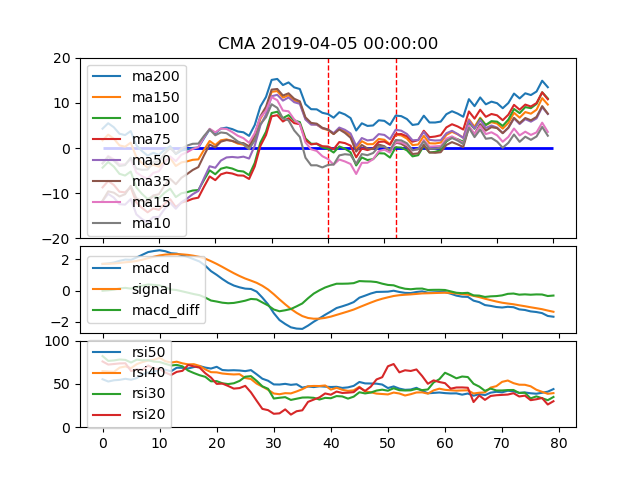 CMA 2019-04-05 00:00:00
20
10
0
−10
−20
ma200
ma150
ma100
ma75
ma50
ma35
ma15
ma10
2
0
−2
macd
signal
macd_diff
100
50
0
rsi50
rsi40
rsi30
rsi20
0 10 20 30 40 50 60 70 80